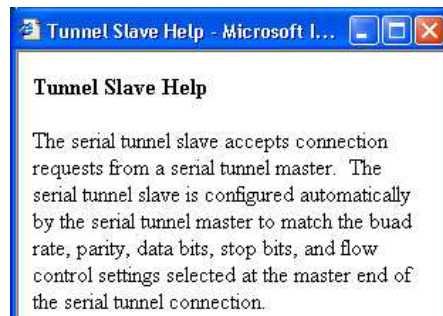 Tunnel Slave Help - Microsoft I...
Tunnel Slave Help
The serial tunnel slave accepts connection
requests from a serial tunnel master. The
serial tunnel slave is configured automatically
by the serial tunnel master to match the buad
rate, parity, data bits, stop bits, and flow
control settings selected at the master end of
the serial tunnel connection.